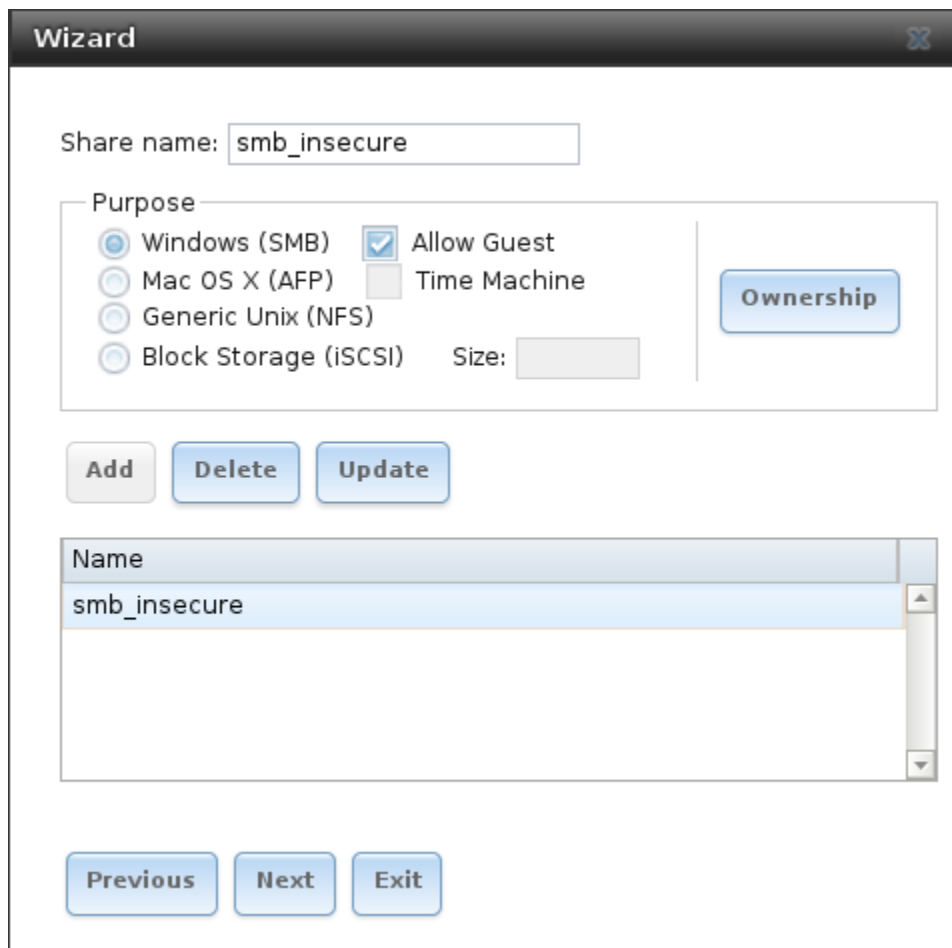 Wizard
Share name: smb_insecure
Purpose
Windows (SMB) Allow Guest
Mac OS X (AFP) Time Machine
Ownership
Generic Unix (NFS)
Block Storage (iSCSI) Size:
Add Delete Update
Name
smb_insecure
Previous Next Exit